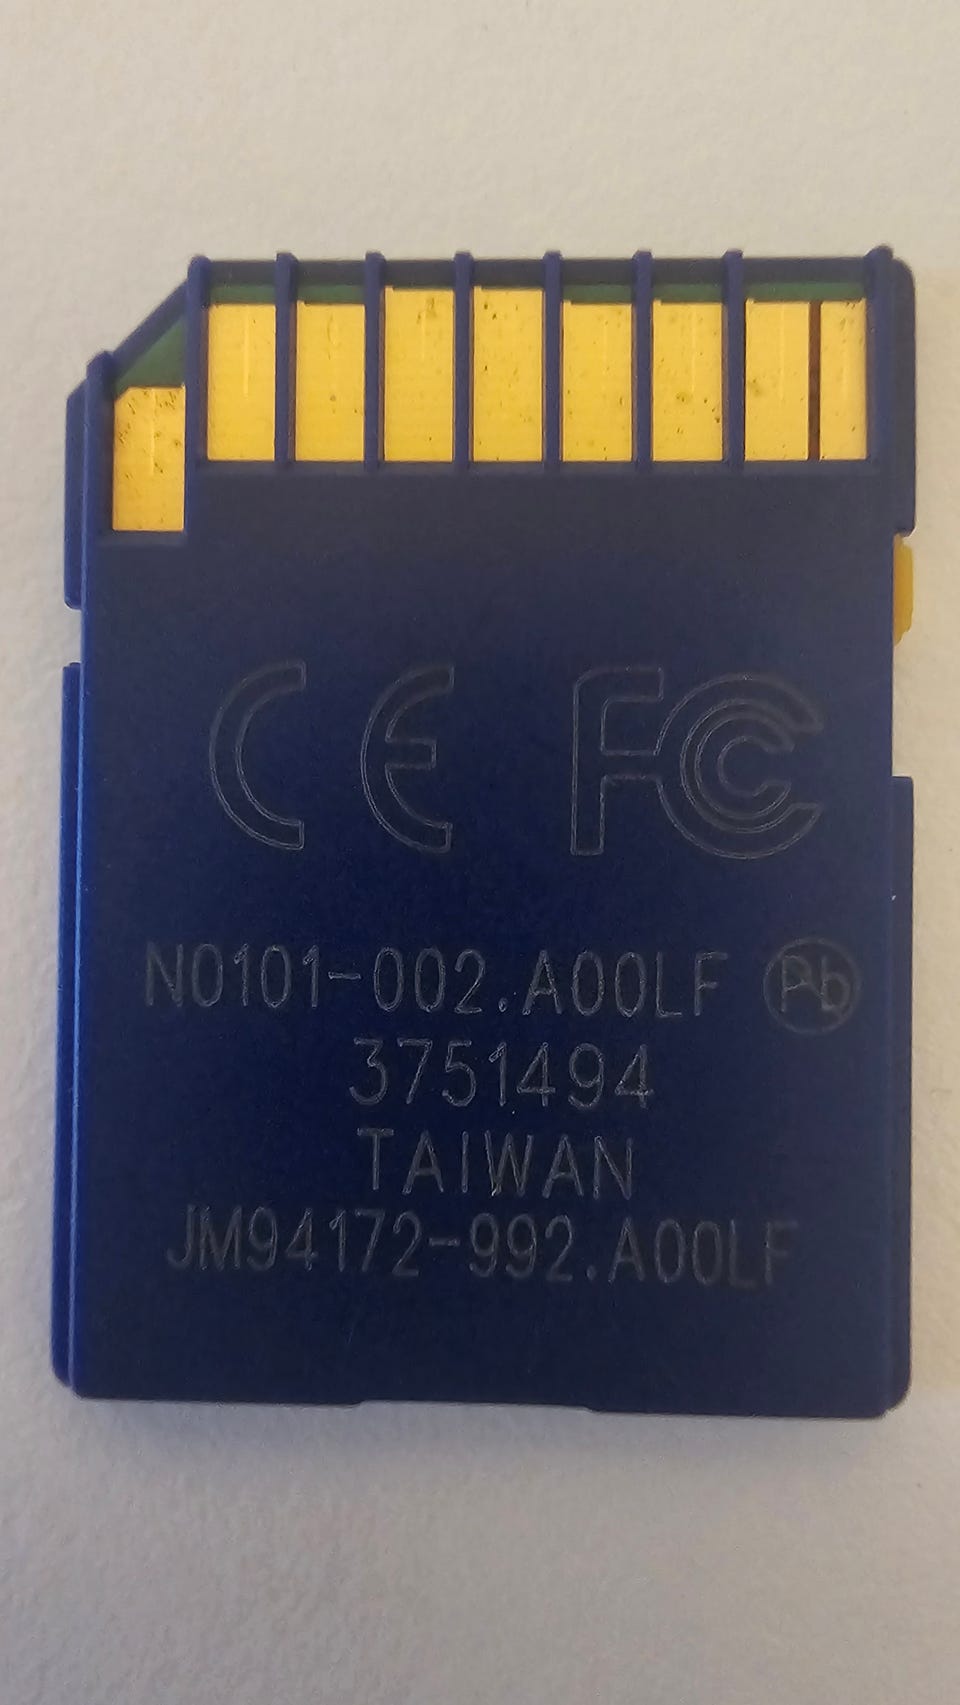 CE FC
N0101-002.A00LF Pb
3751494
TAIWAN
JM94172-992.A00LF